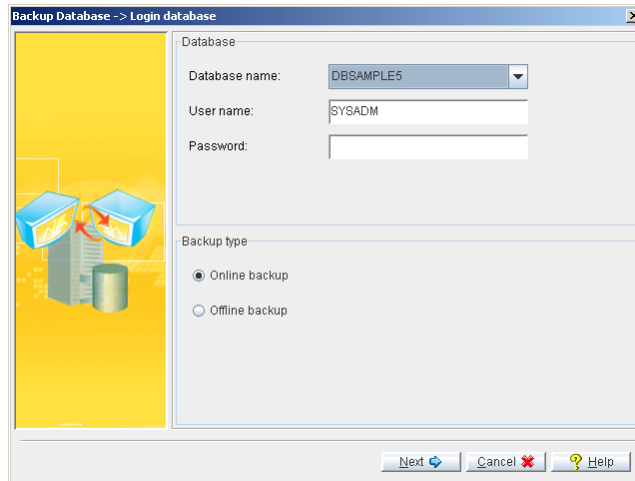 Backup Database -> Login database
Database
Database name: DBSAMPLE5
User name: SYSADM
Password:
Backup type
Online backup
Offline backup
Next Cancel Help